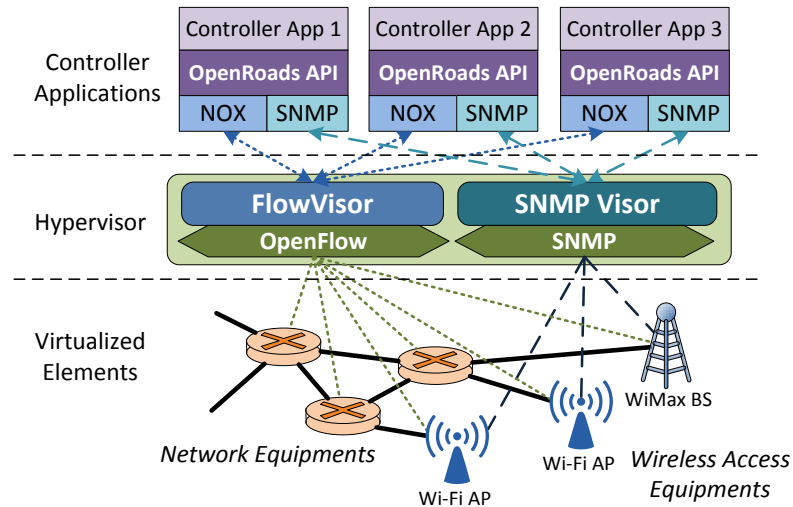 Controller App 1
Controller App 2
Controller App 3
Controller
Applications
OpenRoads API
OpenRoads API
OpenRoads API
NOX
SNMP
NOX
SNMP
NOX
SNMP
Hypervisor
FlowVisor
SNMP Visor
OpenFlow
SNMP
Virtualized
Elements
WiMax BS
Network Equipments
Wi-Fi AP
Wireless Access
Equipments
Wi-Fi AP